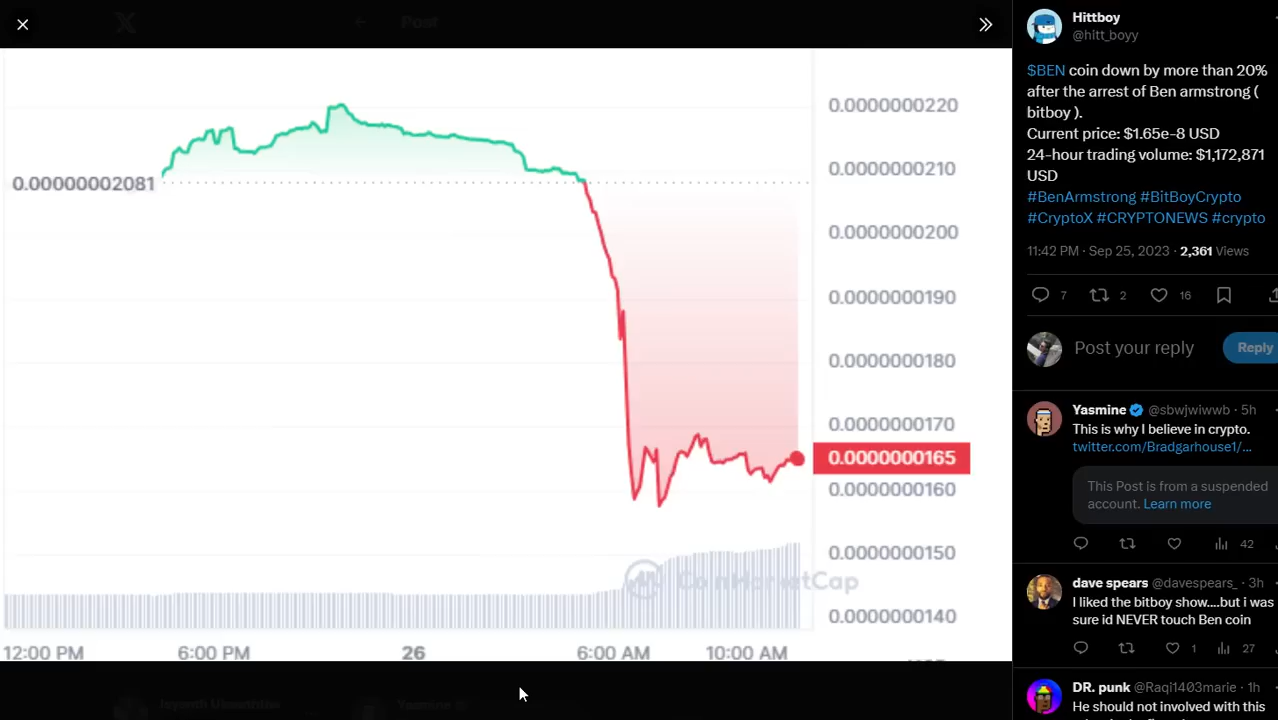 Post
0.0000000220
0.00000002081
0.0000000210
0.0000000200
0.0000000190
0.0000000180
0.0000000170
0.0000000165
0.0000000160
0.0000000150
CoinMarketCap
0.0000000140
12:00 PM
6:00 PM
26
6:00 AM
10:00 AM
Yasmine
Hittboy
@hitt_boyy
$BEN coin down by more than 20%
after the arrest of Ben armstrong (
bitboy ).
Current price: $1.65e-8 USD
24-hour trading volume: $1,172,871
USD
#BenArmstrong #BitBoyCrypto
#CryptoX #CRYPTONEWS #crypto
11:42 PM · Sep 25, 2023 · 2,361 Views
7 2 16
Post your reply
Reply
Yasmine @sbwjwiwwb · 5h
This is why I believe in crypto.
twitter.com/Bradgarhouse1/...
This Post is from a suspended
account. Learn more
42
dave spears @davespears_ · 3h
I liked the bitboy show....but i was
sure id NEVER touch Ben coin
1 27
DR. punk @Raqi1403marie · 1h
He should not involved with this